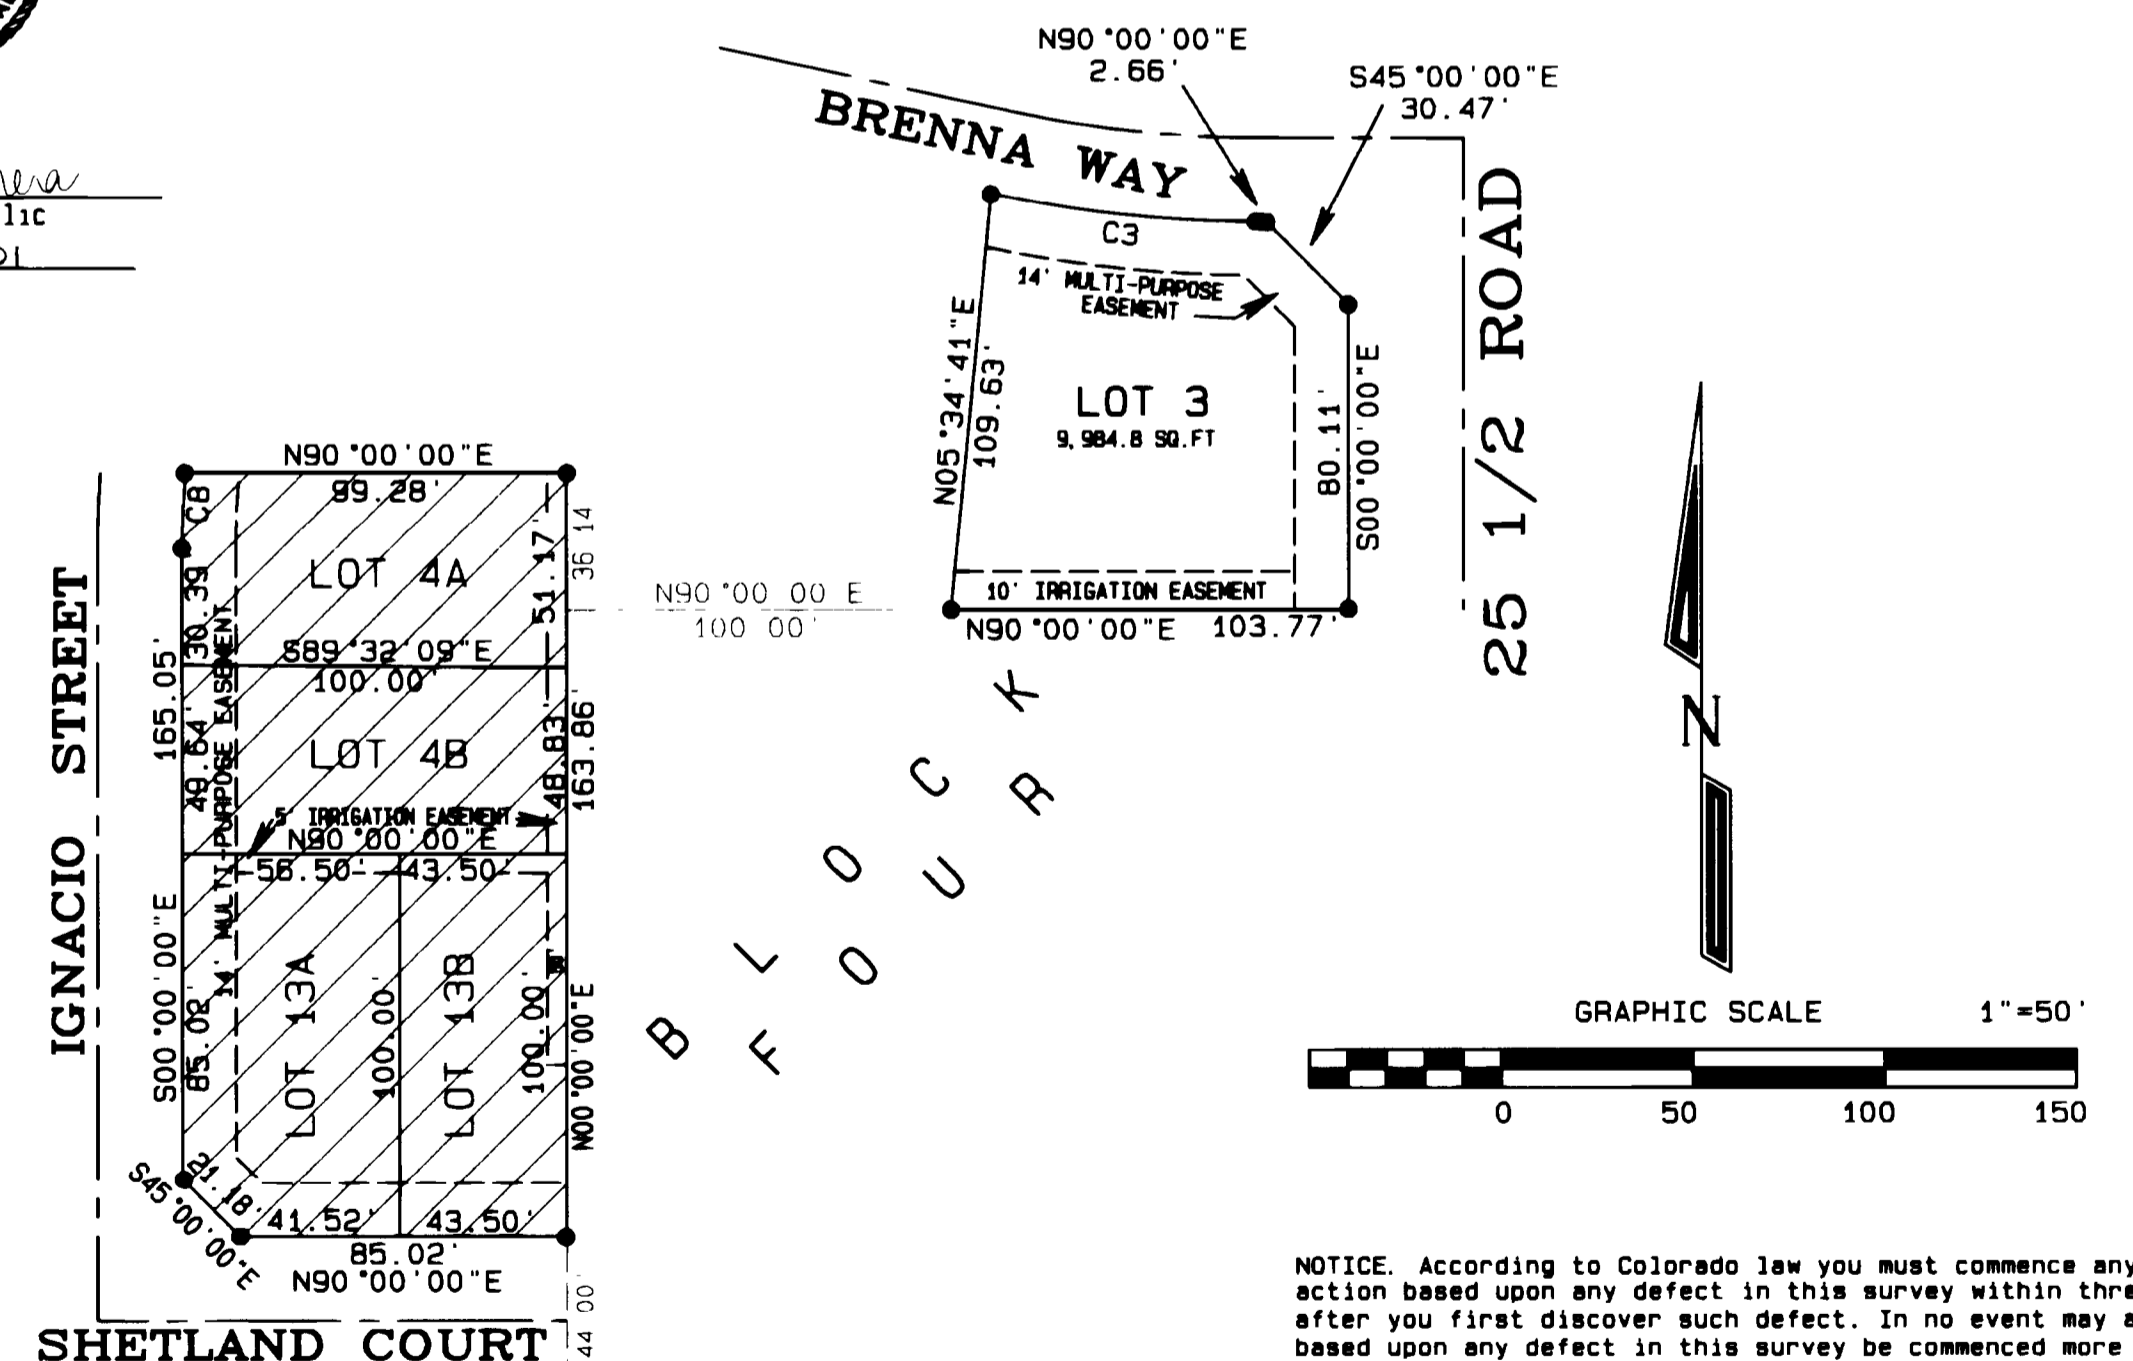 N90°00'00"E
2.66'
S45°00'00"E
30.47'
BRENNA WAY
C3
14' MULTI-PURPOSE
EASEMENT
N05°34'41"E
109.63'
LOT 3
9,984.8 SQ.FT
80.11'
S00°00'00"E
10' IRRIGATION EASEMENT
N90°00'00"E 103.77'
25 1/2 ROAD
lic
N90°00'00"E
99.28'
C8
LOT 4A
51.17'
36 14
30.39
N90°00 00 E
100 00'
S89°32'09"E
100.00'
165.05'
49.64'
14' MULTI-PURPOSE EASEMENT
LOT 4B
48.83'
163.86'
5' IRRIGATION EASEMENT
N90°00'00"E
56.50' 43.50'
IGNACIO STREET
S00°00'00"E
85.02'
LOT 13A
100.00'
LOT 13B
100.00'
N00°00'00"E
21.18'
S45°00'00"E
41.52' 43.50'
85.02'
N90°00'00"E
44 00'
SHETLAND COURT
BLOCK
FOUR
N
GRAPHIC SCALE 1"=50'
0 50 100 150
NOTICE. According to Colorado law you must commence any
action based upon any defect in this survey within thre
after you first discover such defect. In no event may a
based upon any defect in this survey be commenced more